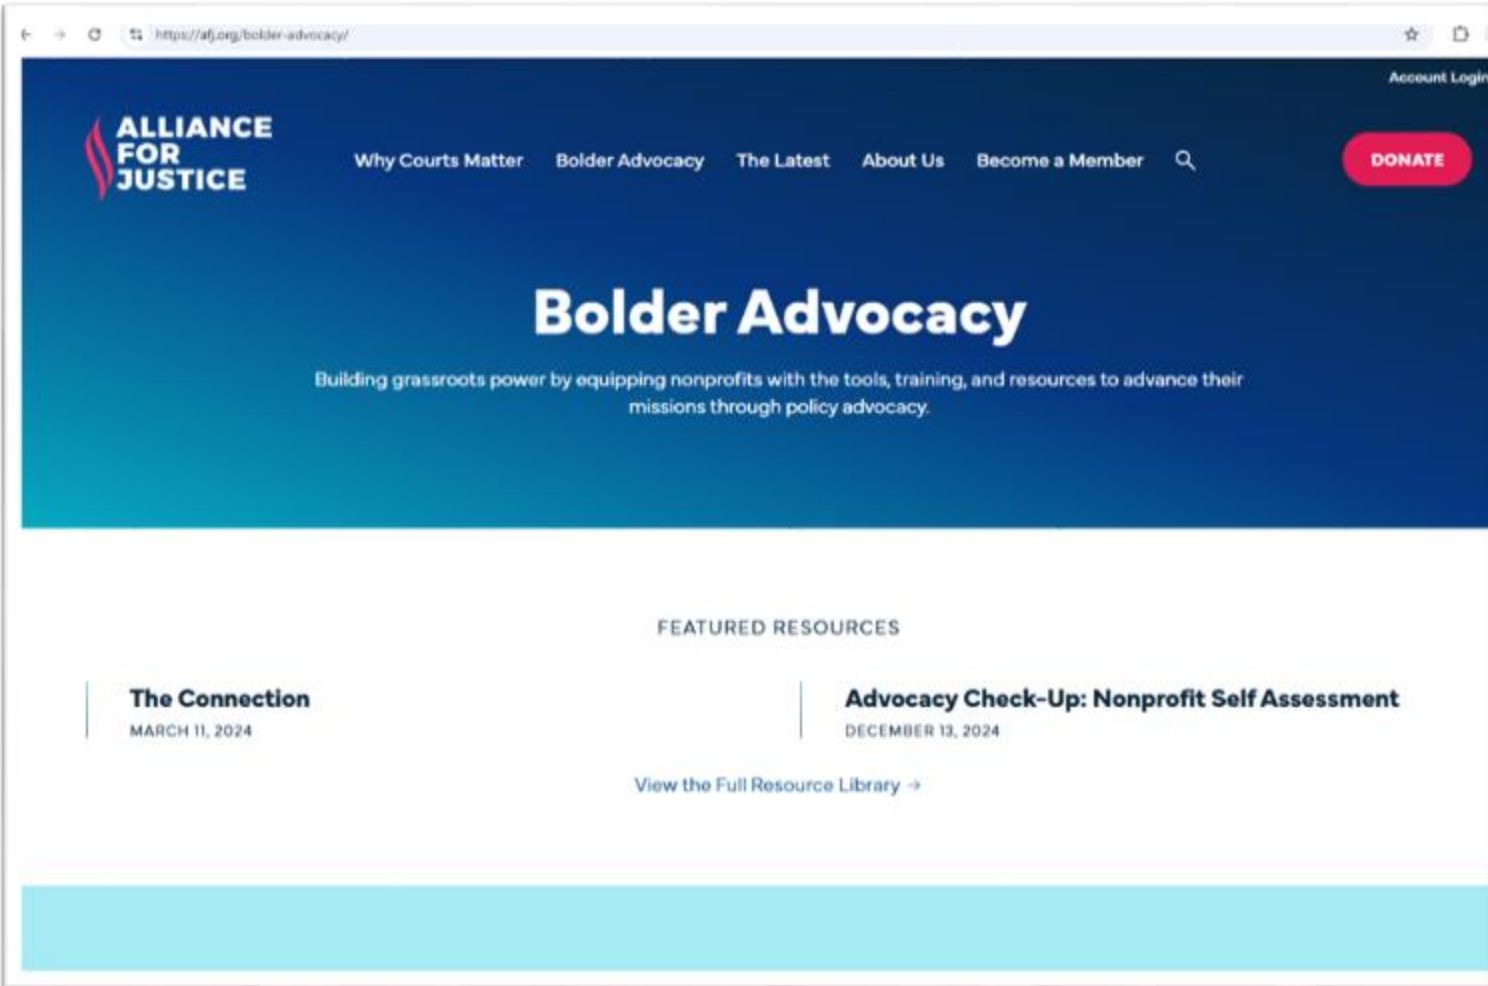 https://afj.org/bolder-advocacy/
Account Login
ALLIANCE
FOR
JUSTICE
Why Courts Matter
Bolder Advocacy
The Latest
About Us
Become a Member
DONATE
Bolder Advocacy
Building grassroots power by equipping nonprofits with the tools, training, and resources to advance their
missions through policy advocacy.
FEATURED RESOURCES
The Connection
MARCH 11, 2024
Advocacy Check-Up: Nonprofit Self Assessment
DECEMBER 13, 2024
View the Full Resource Library →